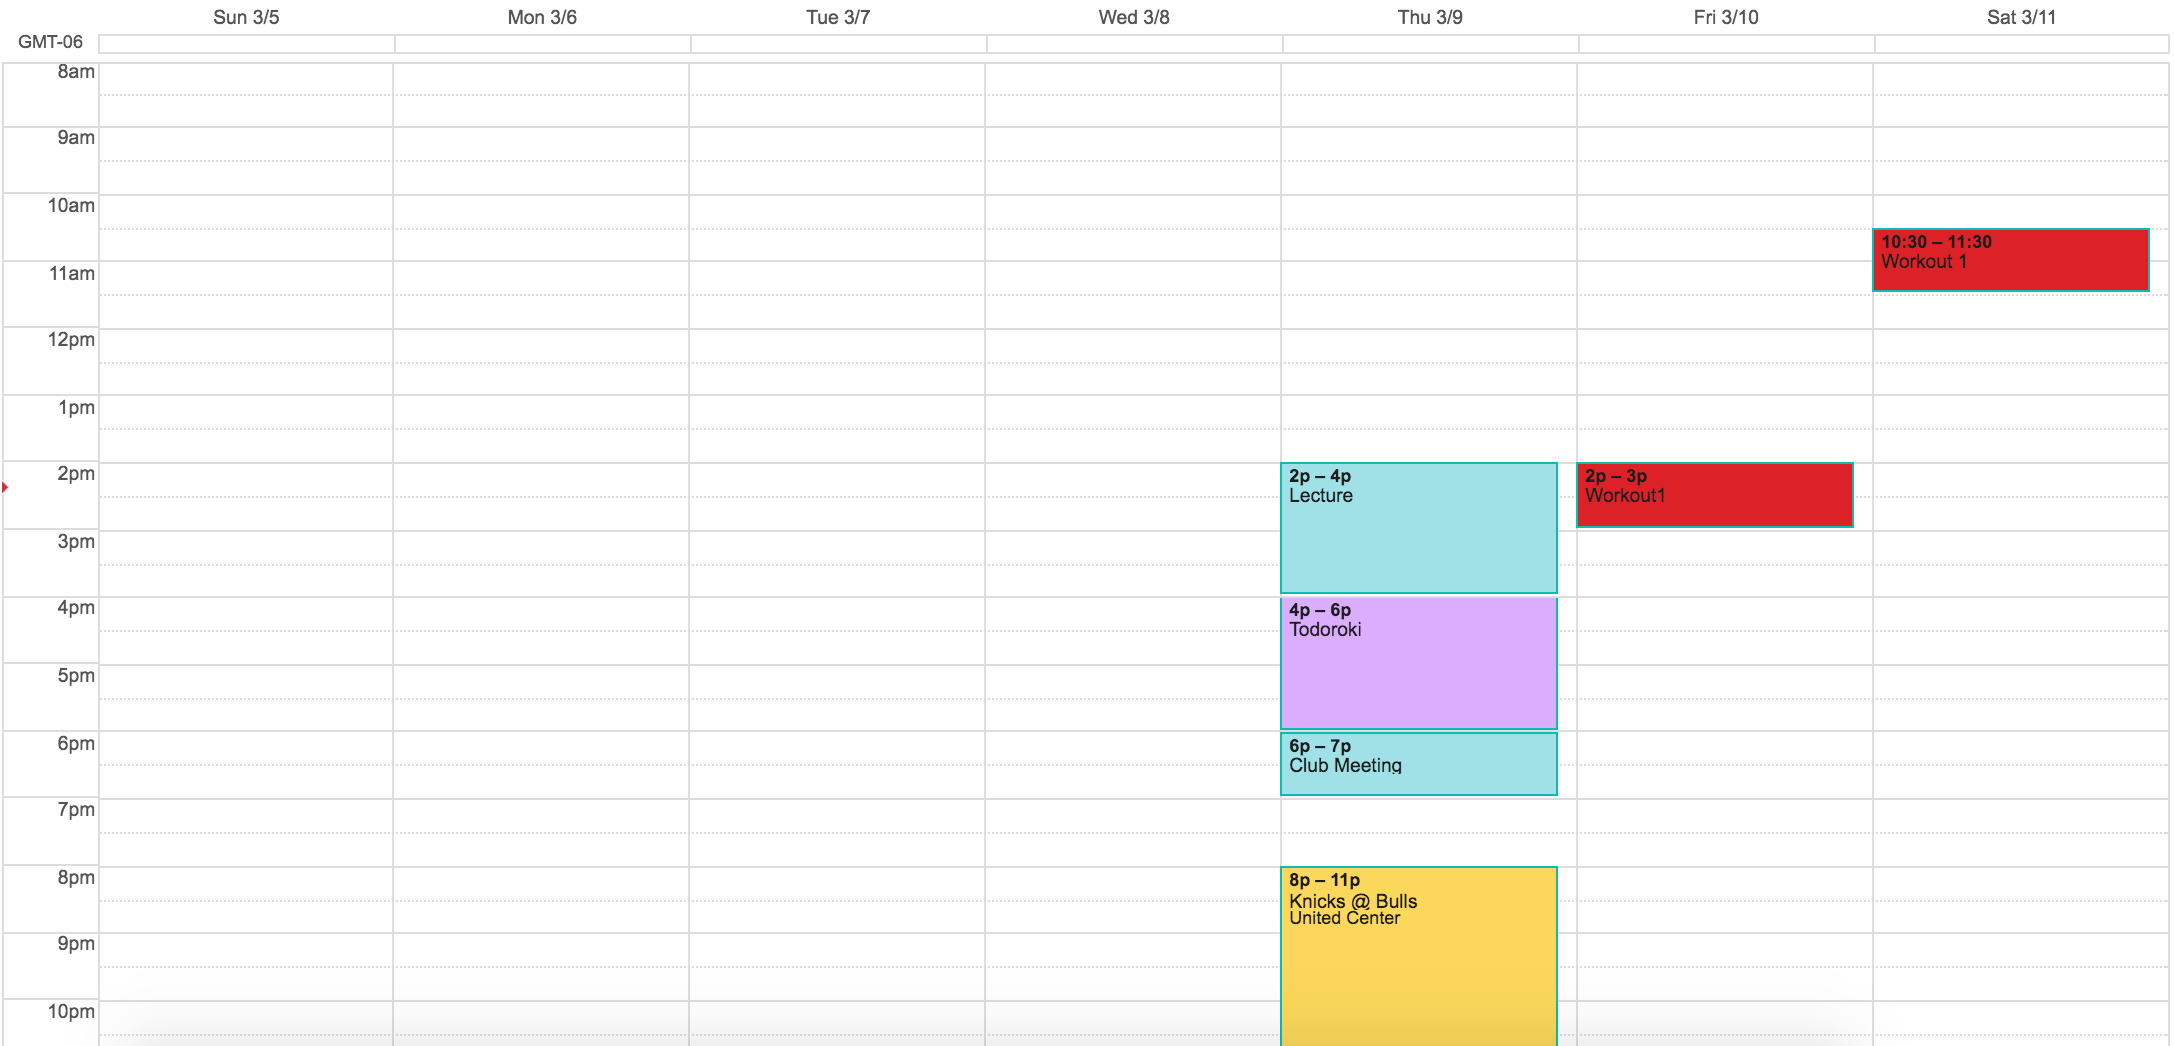 Sun 3/5 Mon 3/6 Tue 3/7 Wed 3/8 Thu 3/9 Fri 3/10 Sat 3/11
GMT-06
8am
9am
10am
10:30 – 11:30
Workout 1
11am
12pm
1pm
2pm
2p – 4p
Lecture
2p – 3p
Workout1
3pm
4pm
4p – 6p
Todoroki
5pm
6pm
6p – 7p
Club Meeting
7pm
8pm
8p – 11p
Knicks @ Bulls
United Center
9pm
10pm